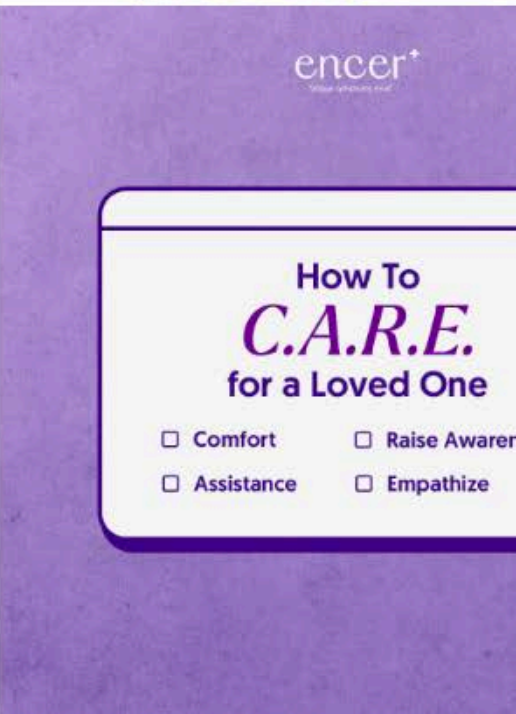 encer+
How To
C.A.R.E.
for a Loved One
Comfort
Raise Awaren
Assistance
Empathize